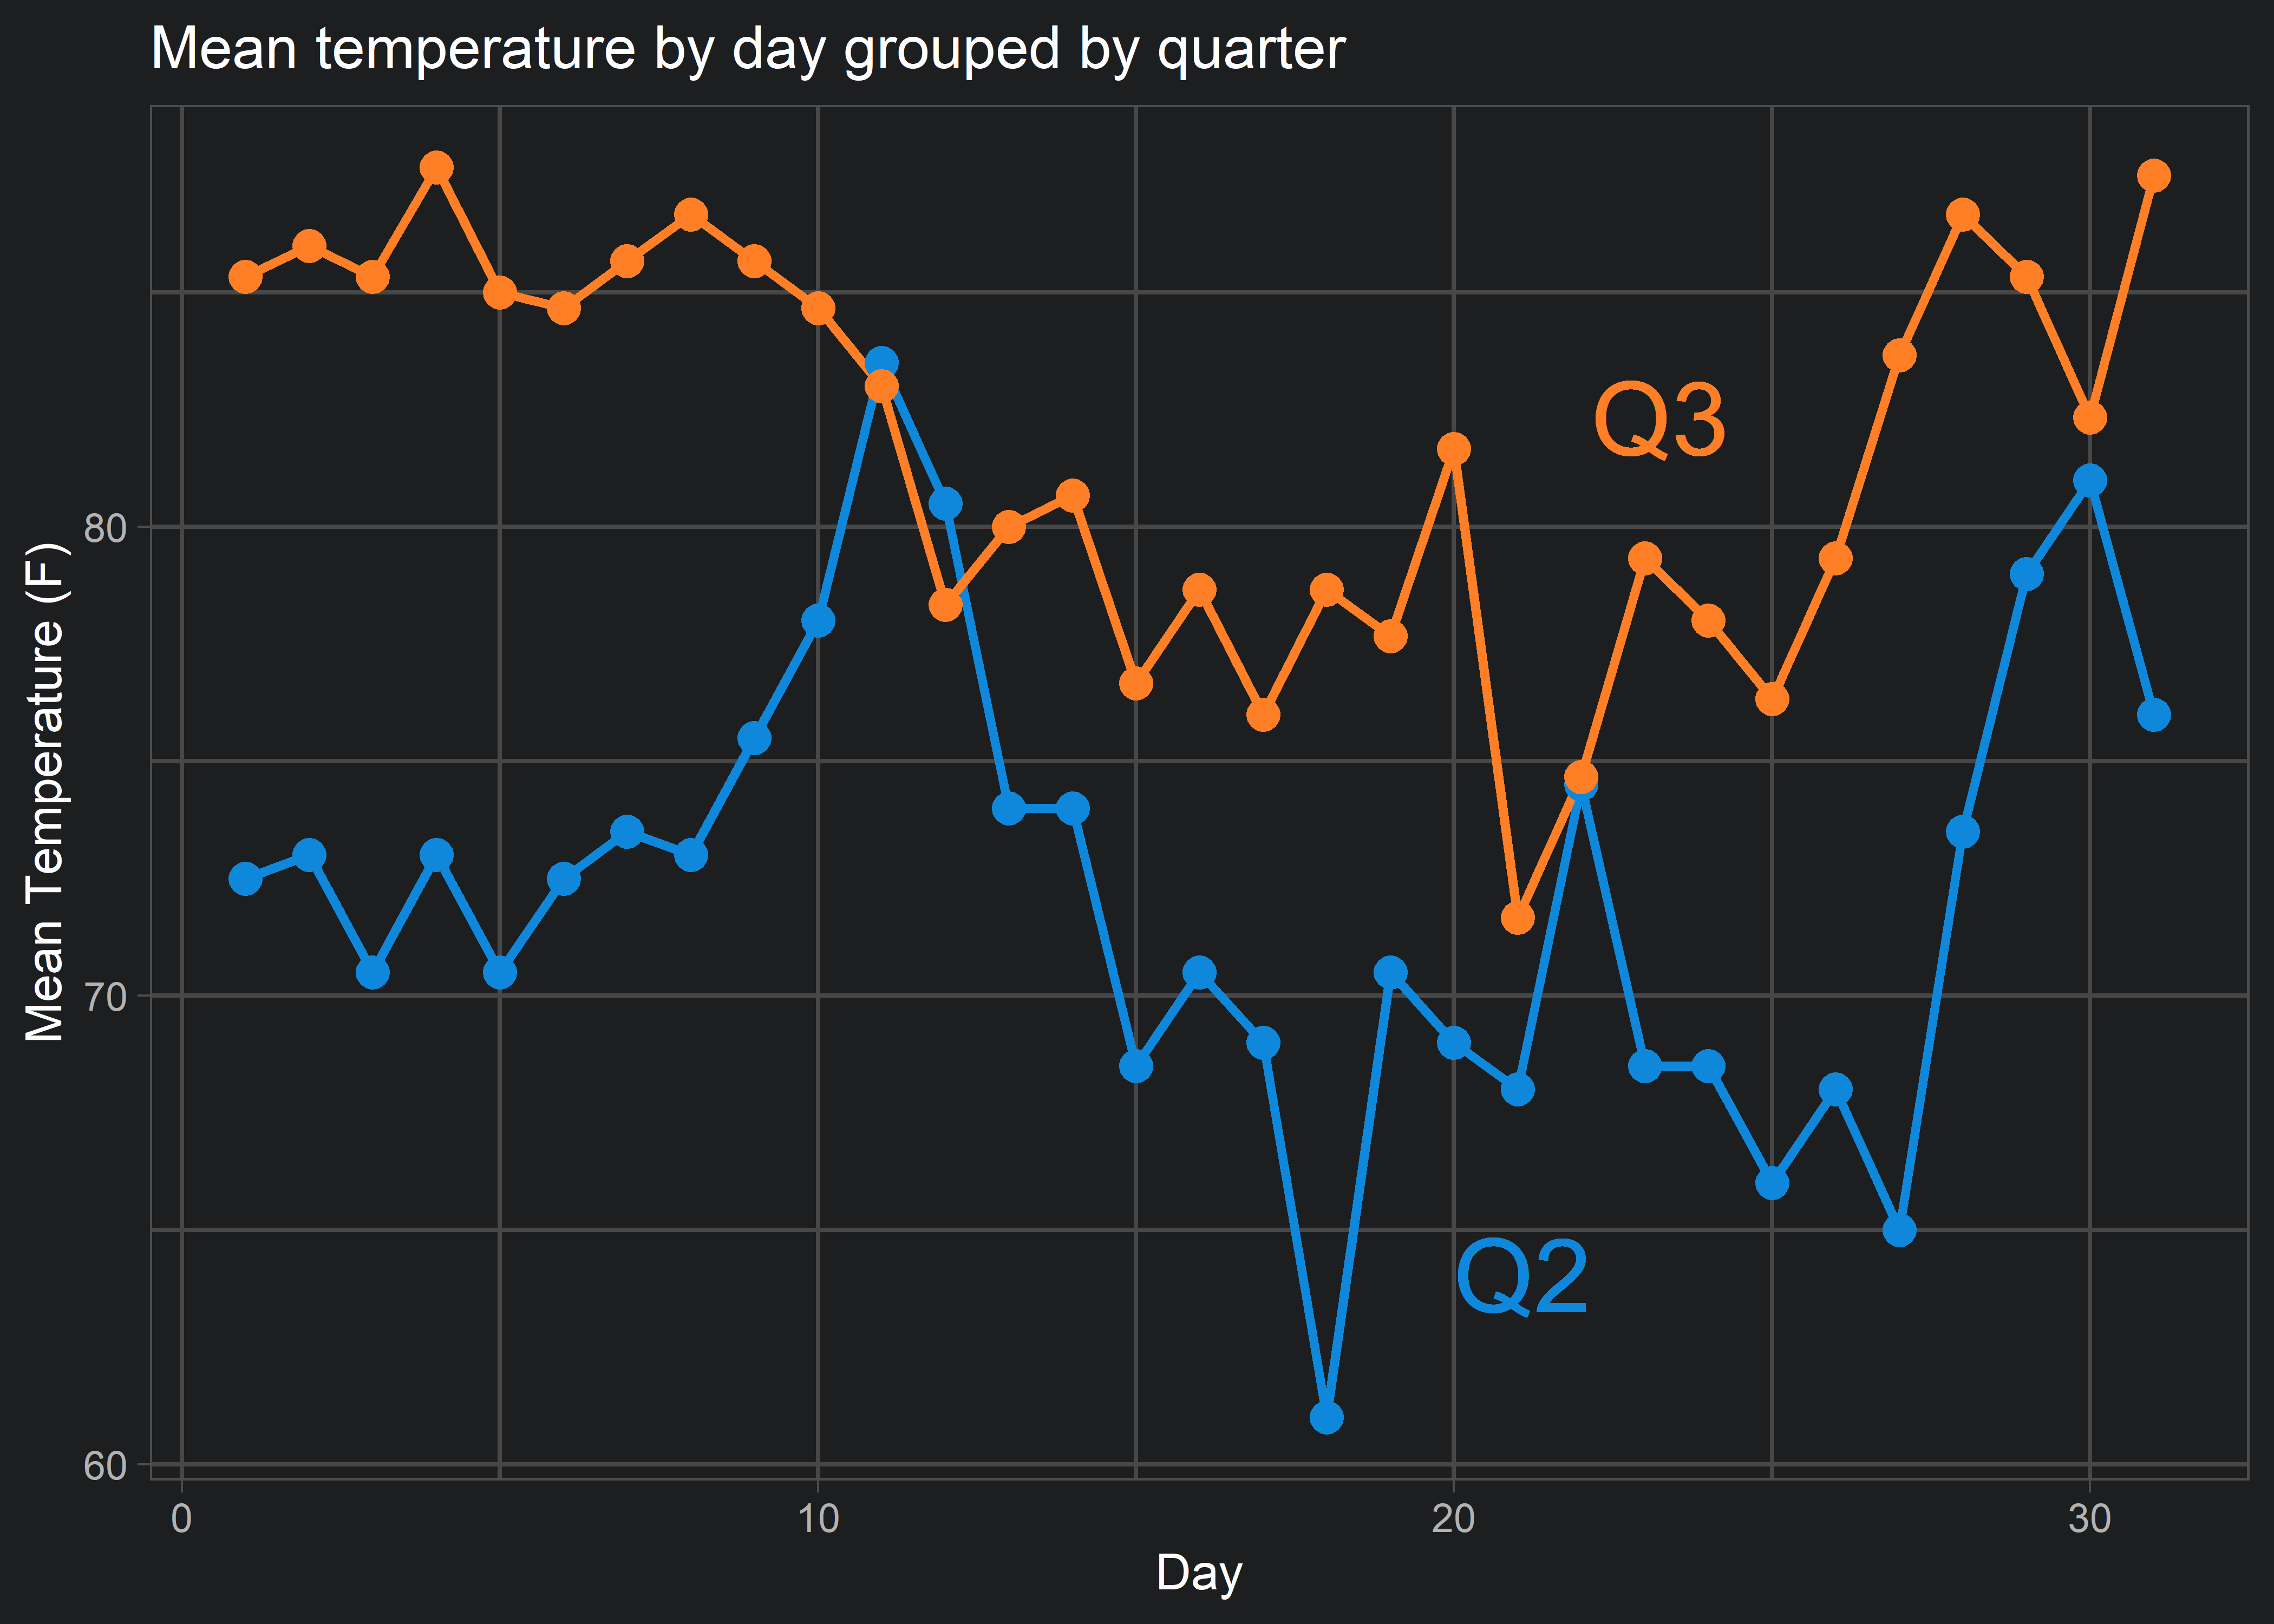 Mean temperature by day grouped by quarter
Mean Temperature (F)
80
70
60
Q3
Q2
0
10
20
30
Day